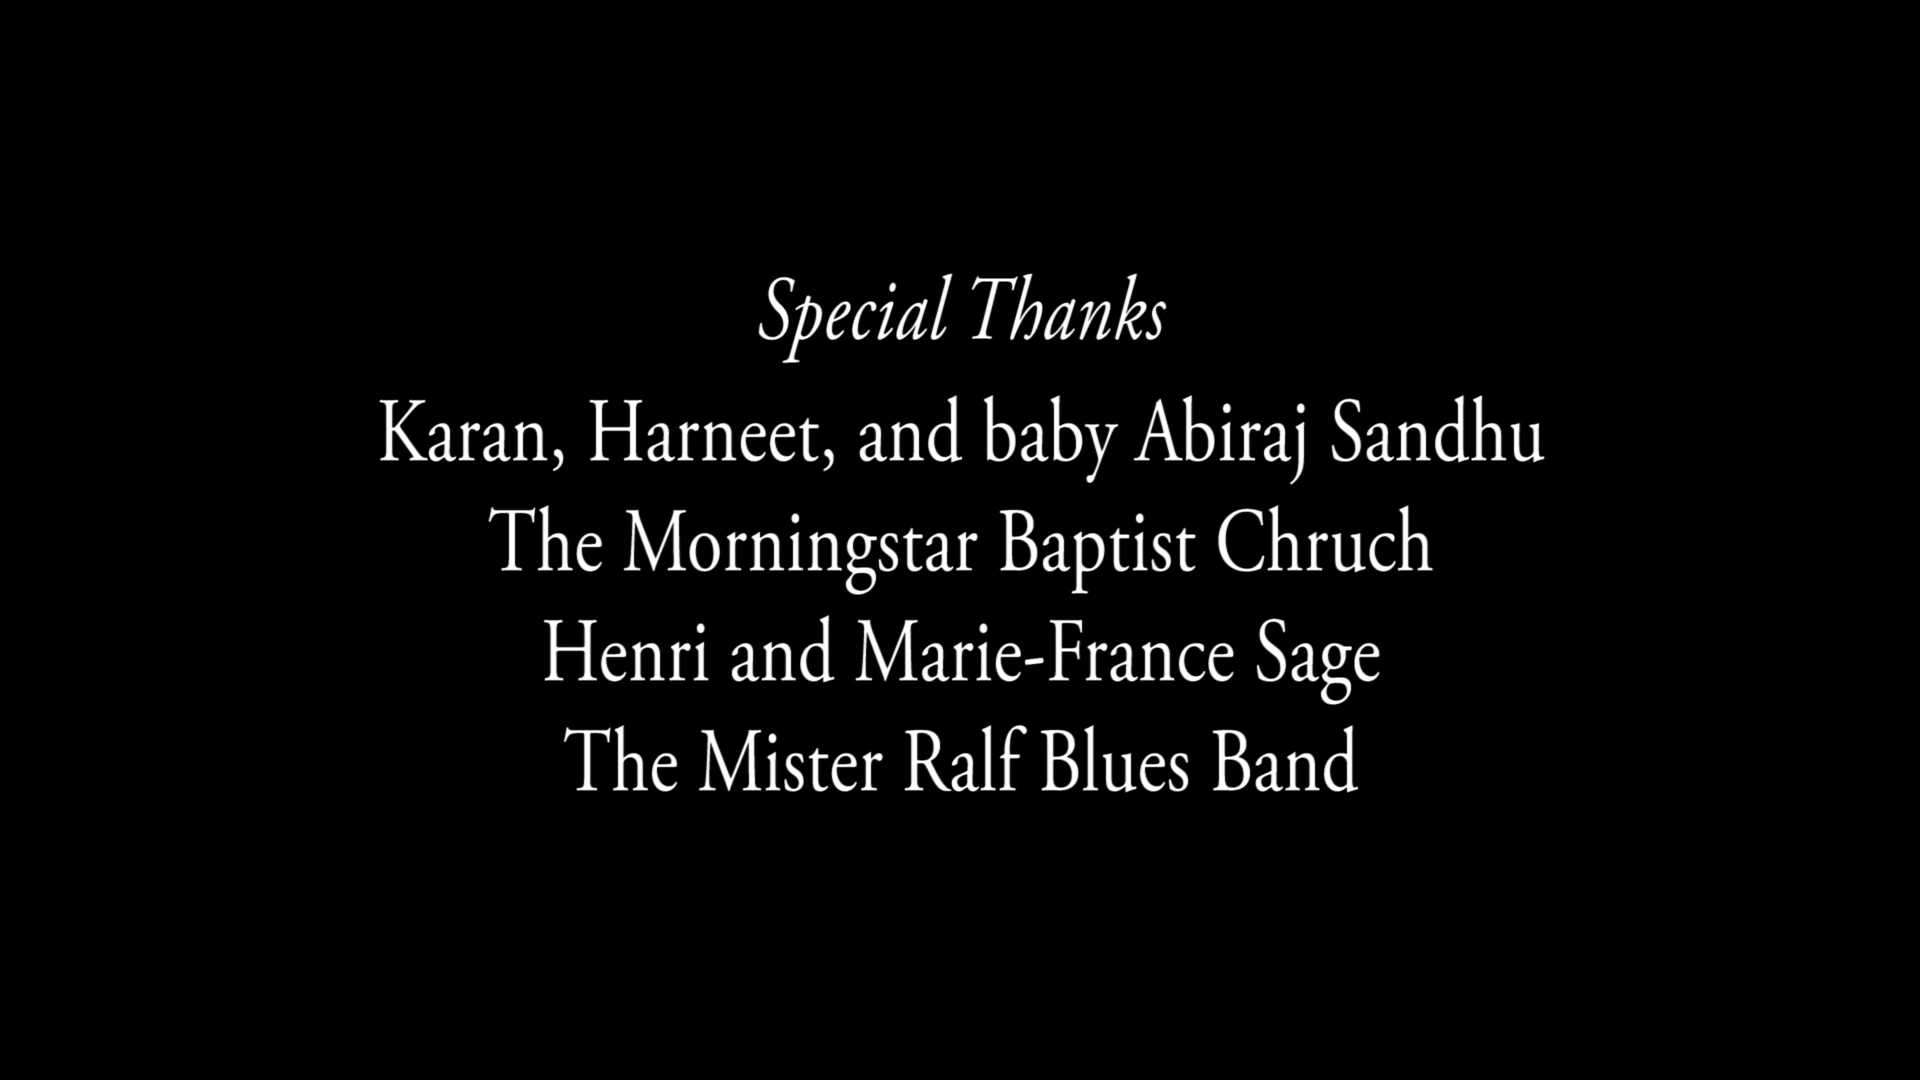 Special Thanks
Karan, Harneet, and baby Abiraj Sandhu
The Morningstar Baptist Chruch
Henri and Marie-France Sage
The Mister Ralf Blues Band